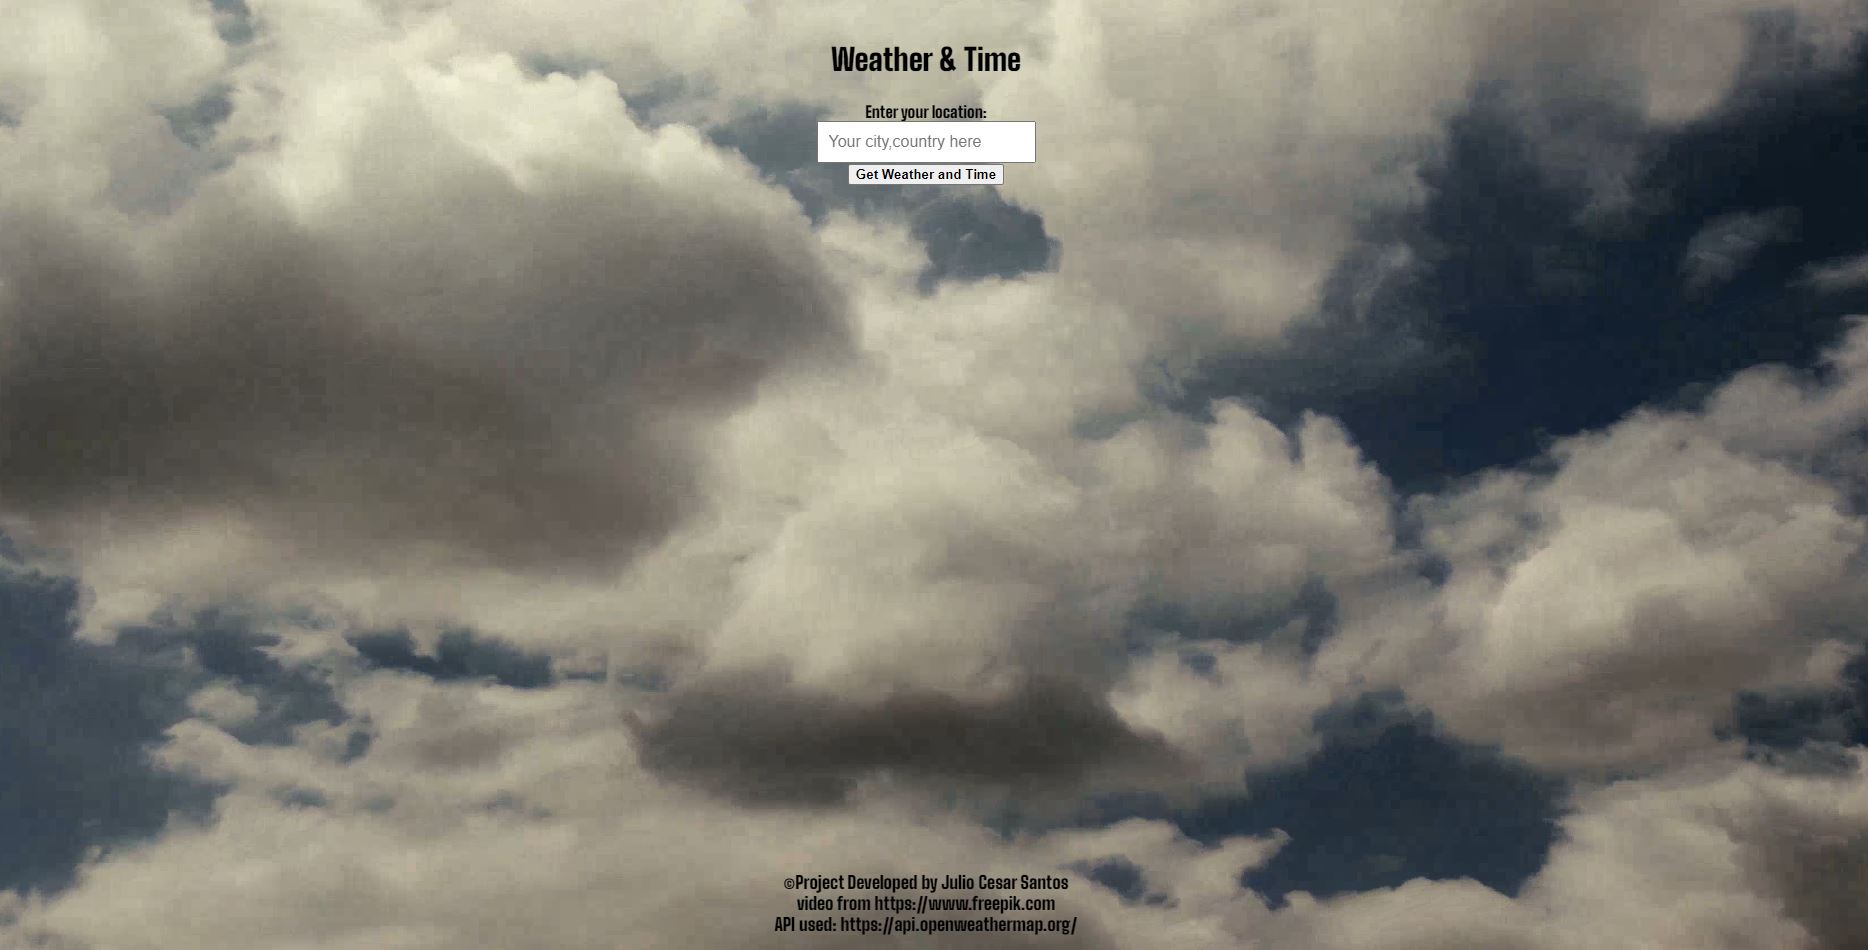 Weather & Time
Enter your location:
Your city,country here
Get Weather and Time
©Project Developed by Julio Cesar Santos
video from https://www.freepik.com
API used: https://api.openweathermap.org/